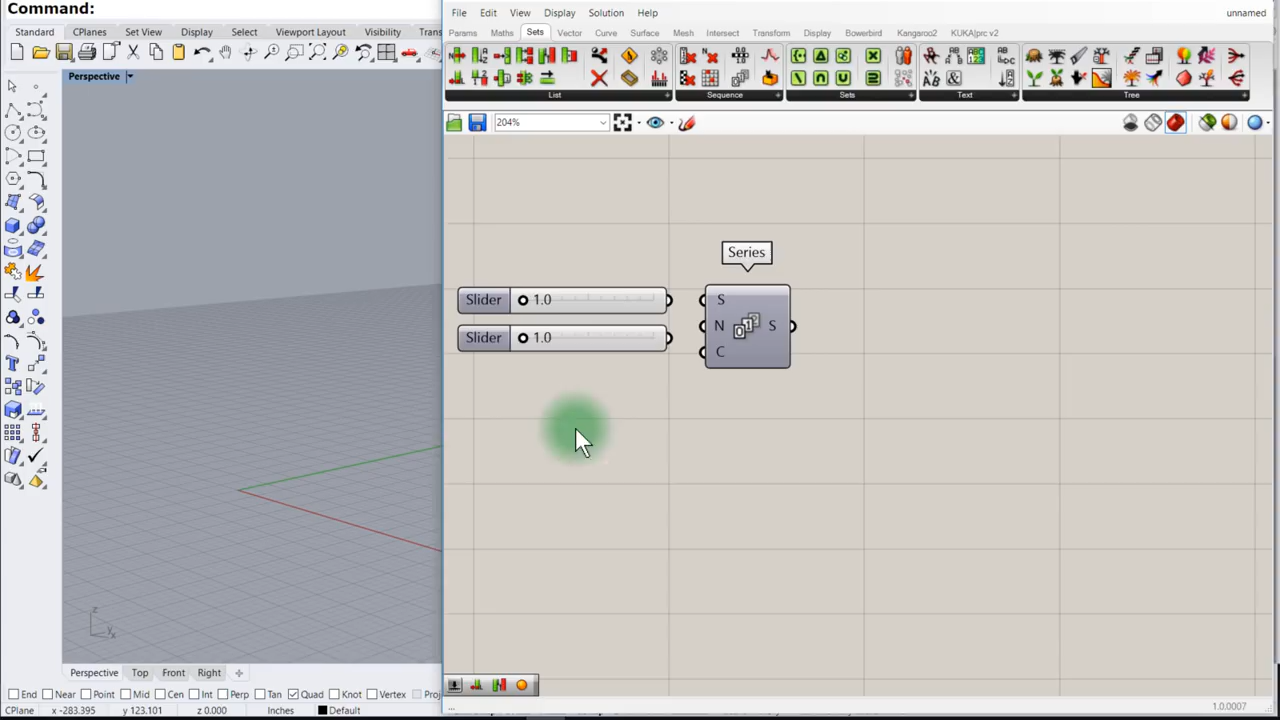 Command:
Standard CPlanes Set View Display Select Viewport Layout Visibility Trans
Perspective
Perspective Top Front Right
End Near Point Mid Cen Int Perp Tan Quad Knot Vertex Proj
CPlane x -283.395 y 123.101 z 0.000 Inches Default
z
y x
File Edit View Display Solution Help unnamed
Params Maths Sets Vector Curve Surface Mesh Intersect Transform Display Bowerbird Kangaroo2 KUKA|prc v2
List Sequence Sets Text Tree
204%
Series
Slider 1.0
Slider 1.0
S
N S
C
... 1.0.0007